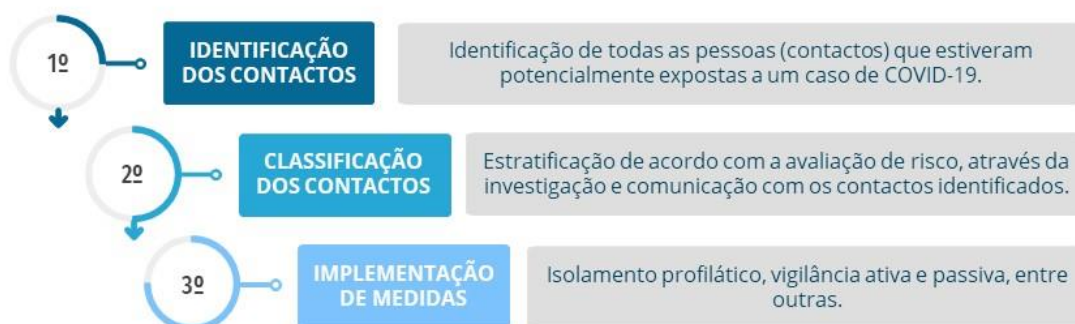 1º
IDENTIFICAÇÃO
DOS CONTACTOS
Identificação de todas as pessoas (contactos) que estiveram
potencialmente expostas a um caso de COVID-19.
2º
CLASSIFICAÇÃO
DOS CONTACTOS
Estratificação de acordo com a avaliação de risco, através da
investigação e comunicação com os contactos identificados.
3º
IMPLEMENTAÇÃO
DE MEDIDAS
Isolamento profilático, vigilância ativa e passiva, entre
outras.